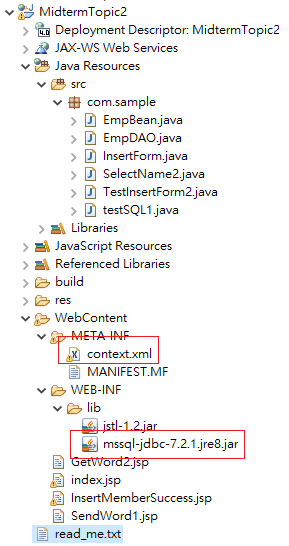 MidtermTopic2
Deployment Descriptor: MidtermTopic2
JAX-WS Web Services
Java Resources
src
com.sample
EmpBean.java
EmpDAO.java
InsertForm.java
SelectName2.java
TestInsertForm2.java
testSQL1.java
Libraries
JavaScript Resources
Referenced Libraries
build
res
WebContent
META-INF
context.xml
MANIFEST.MF
WEB-INF
lib
jstl-1.2.jar
mssql-jdbc-7.2.1.jre8.jar
GetWord2.jsp
index.jsp
InsertMemberSuccess.jsp
SendWord1.jsp
read_me.txt